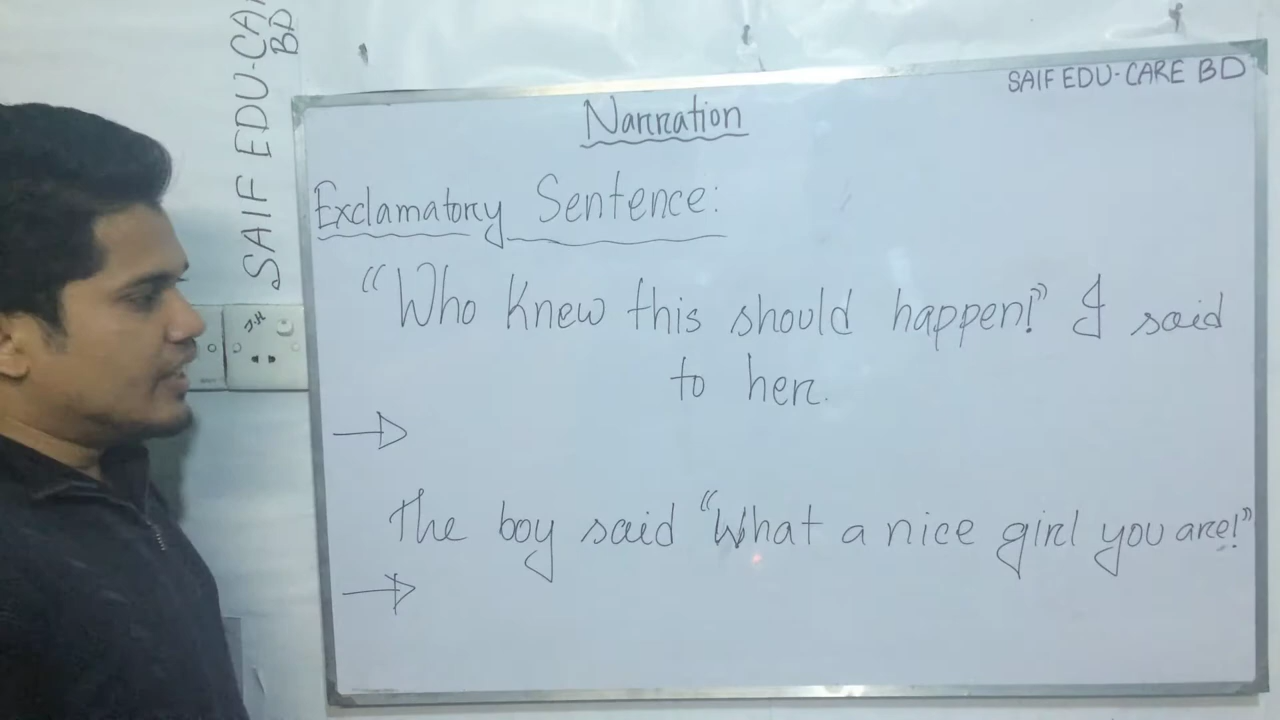 SAIF EDU-CAR
BD
SAIF EDU-CARE BD
Narration
Exclamatory Sentence:
"Who knew this should happen!" I said
to her.
The boy said "What a nice girl you are!"
J.H